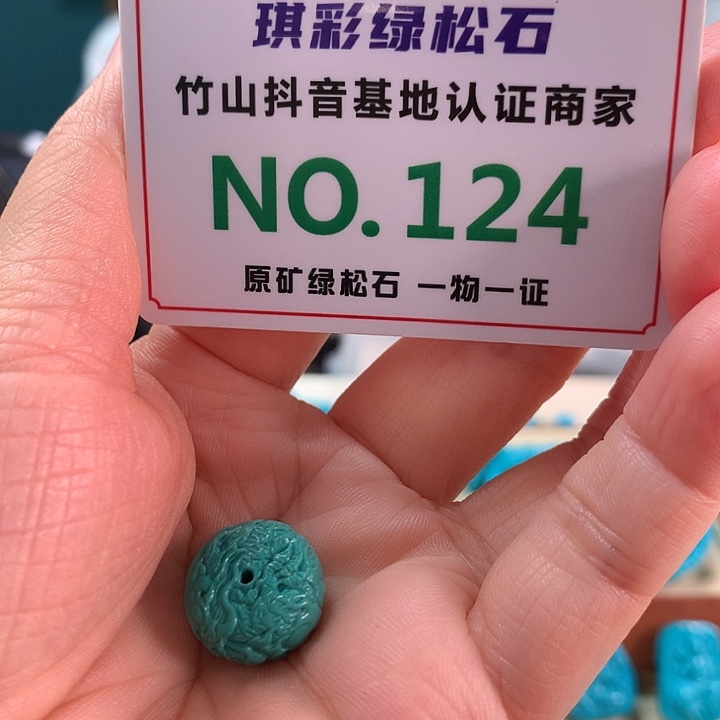 琪彩绿松石
竹山抖音基地认证商家
NO.124
原矿绿松石 一物一证